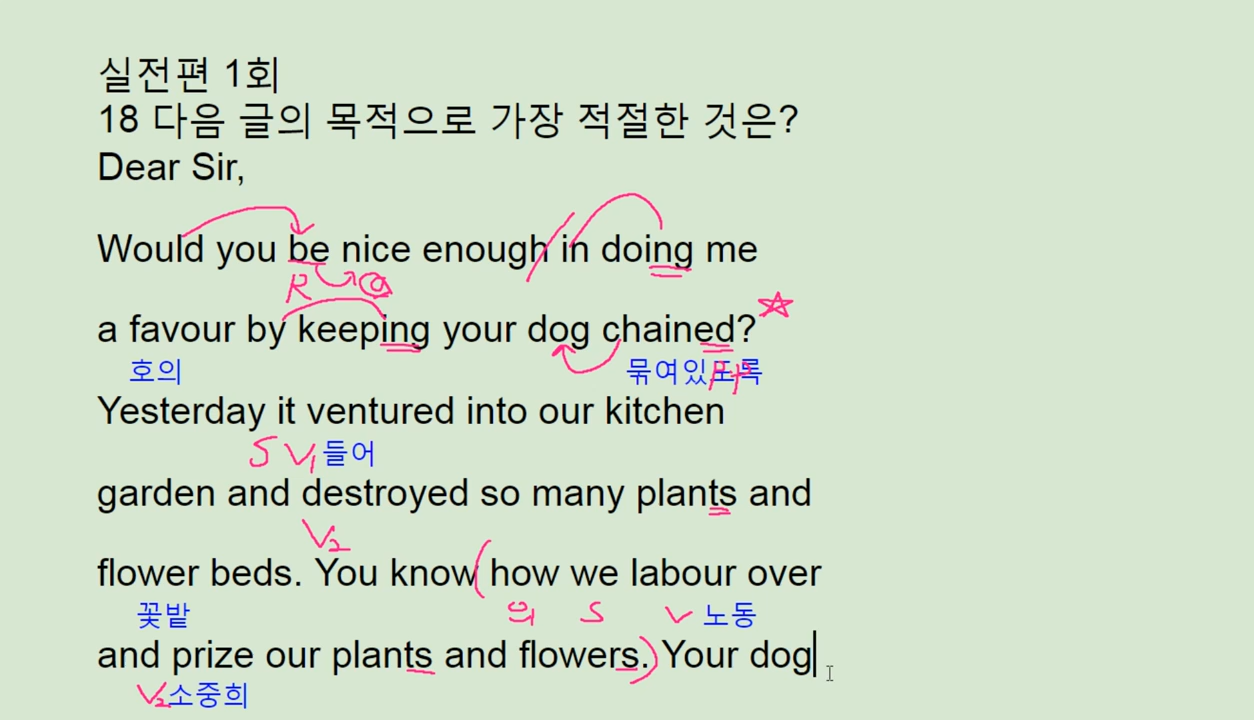 실전편 1회
18 다음 글의 목적으로 가장 적절한 것은?
Dear Sir,
Would you be nice enough in doing me
R a
a favour by keeping your dog chained?
호의 묶여있도록
Yesterday it ventured into our kitchen
S V1 들어
garden and destroyed so many plants and
V2
flower beds. You know (how we labour over
꽃밭 의 S V 노동
and prize our plants and flowers.) Your dog
V2 소중히